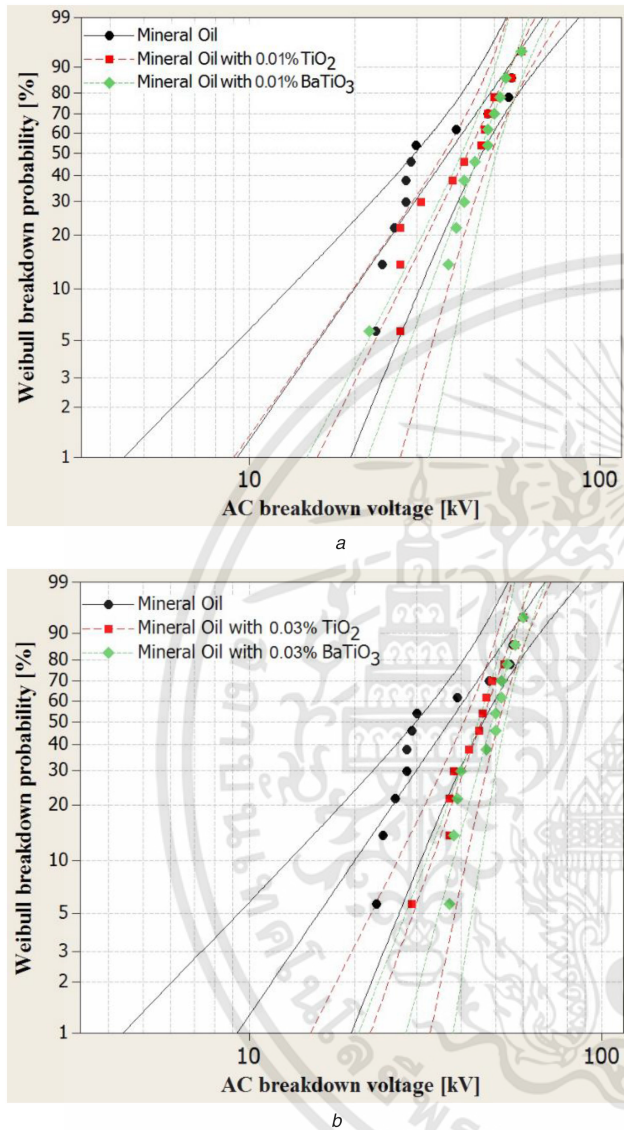 99
90
80
70
60
50
40
30
20
10
5
3
2
1
Weibull breakdown probability [%]
Mineral Oil
Mineral Oil with 0.01% TiO₂
Mineral Oil with 0.01% BaTiO₃
10
100
AC breakdown voltage [kV]
a
99
90
80
70
60
50
40
30
20
10
5
3
2
1
Weibull breakdown probability [%]
Mineral Oil
Mineral Oil with 0.03% TiO₂
Mineral Oil with 0.03% BaTiO₃
10
100
AC breakdown voltage [kV]
b